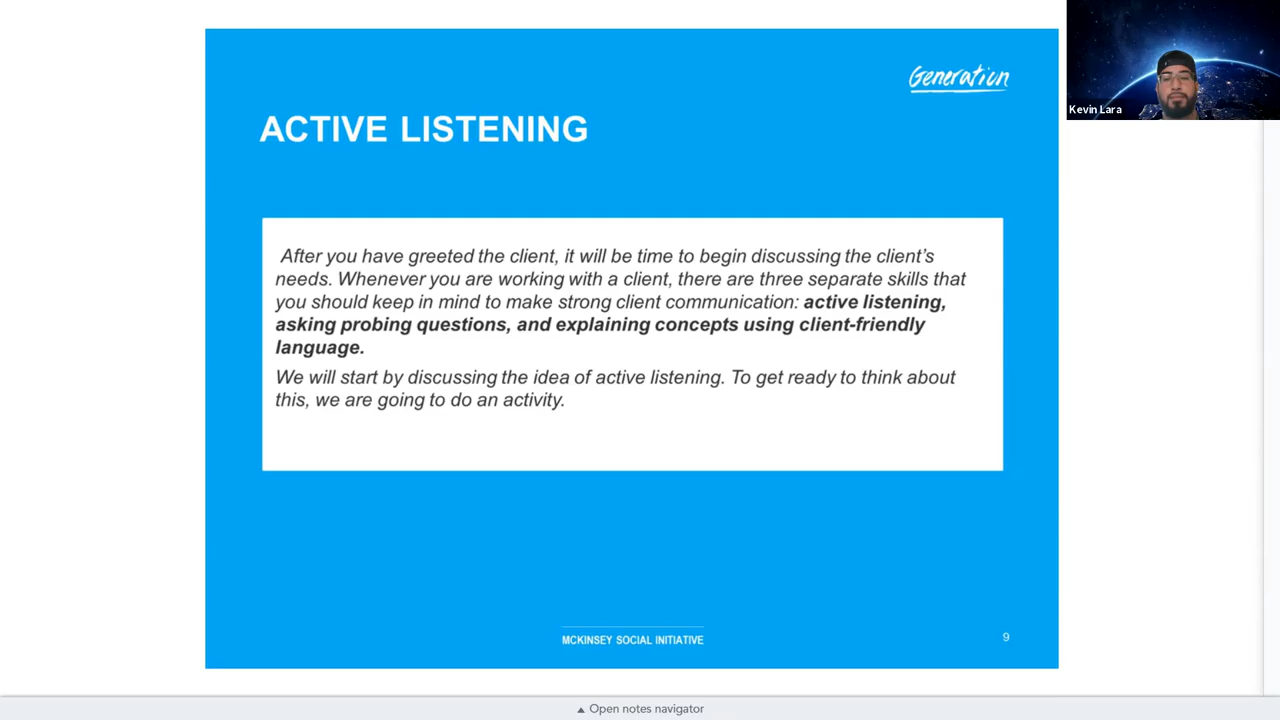 Generation
Kevin Lara
ACTIVE LISTENING
After you have greeted the client, it will be time to begin discussing the client's
needs. Whenever you are working with a client, there are three separate skills that
you should keep in mind to make strong client communication: active listening,
asking probing questions, and explaining concepts using client-friendly
language.
We will start by discussing the idea of active listening. To get ready to think about
this, we are going to do an activity.
MCKINSEY SOCIAL INITIATIVE
9
Open notes navigator